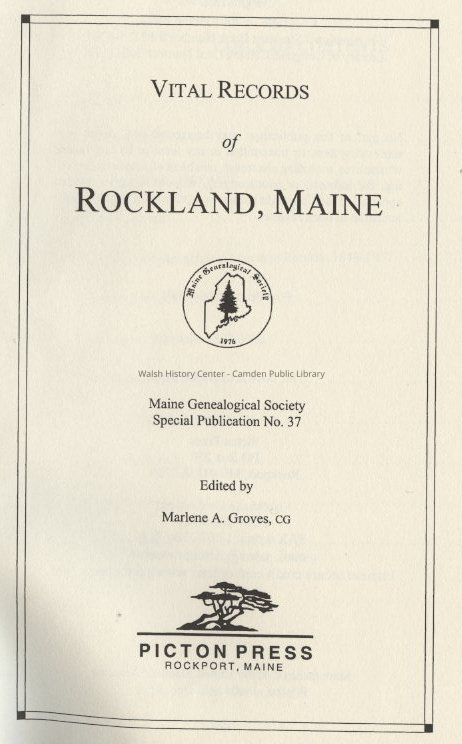 VITAL RECORDS
of
ROCKLAND, MAINE
Maine Genealogical Society
1976
Walsh History Center - Camden Public Library
Maine Genealogical Society
Special Publication No. 37
Edited by
Marlene A. Groves, CG
PICTON PRESS
ROCKPORT, MAINE